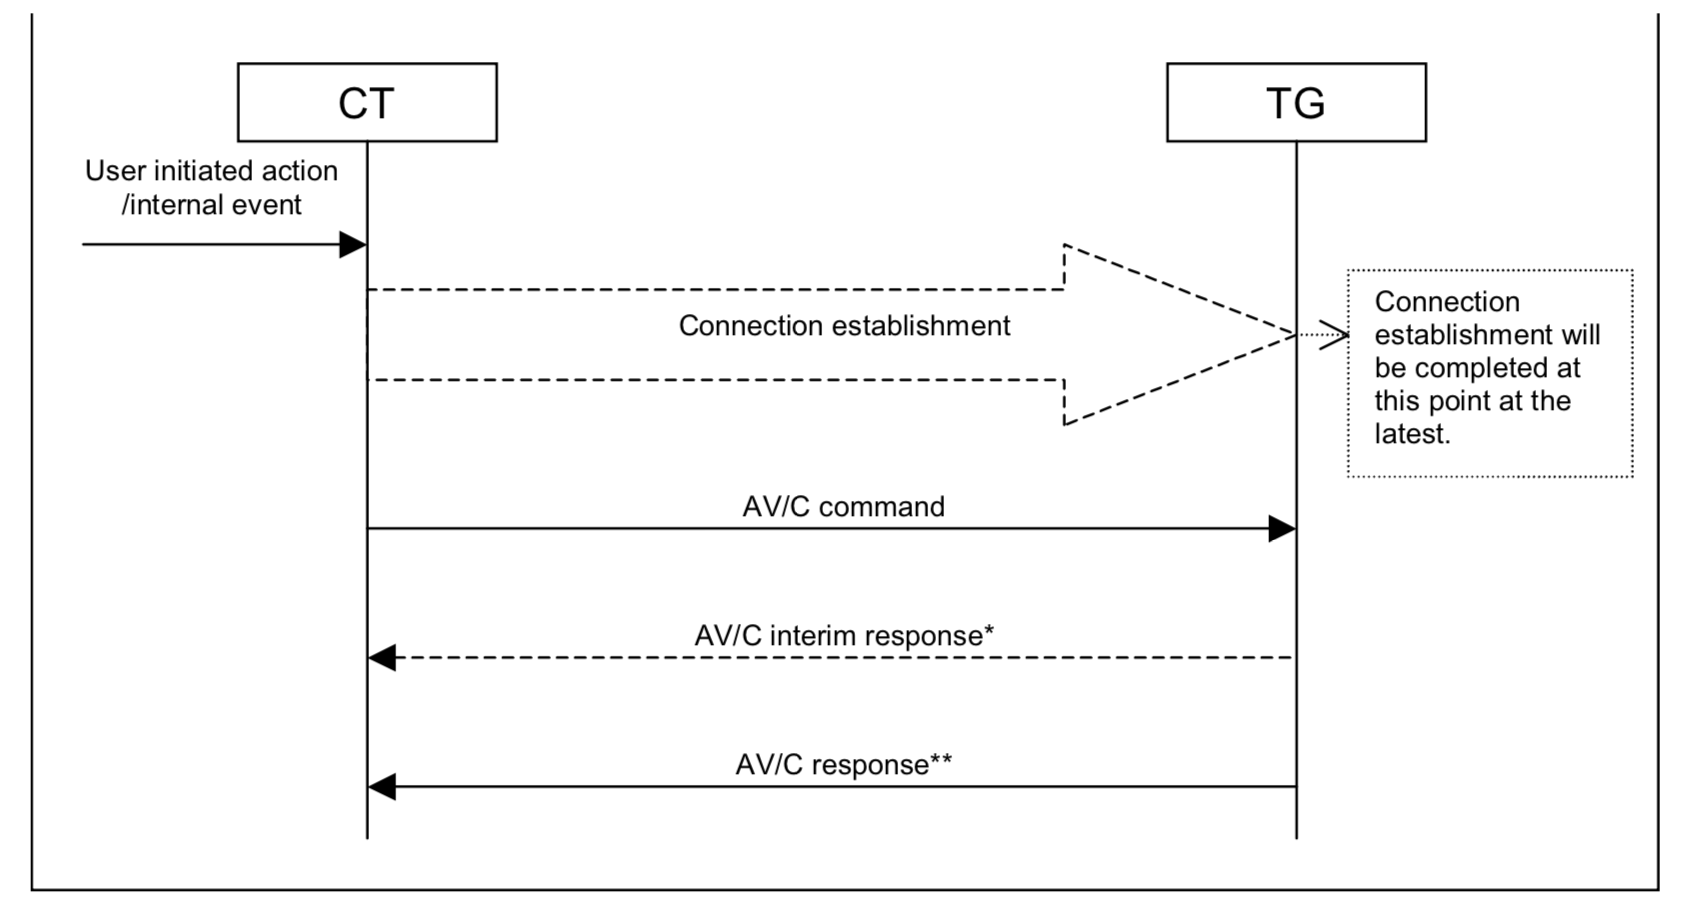 CT
TG
User initiated action
/internal event
Connection establishment
Connection
establishment will
be completed at
this point at the
latest.
AV/C command
AV/C interim response*
AV/C response**